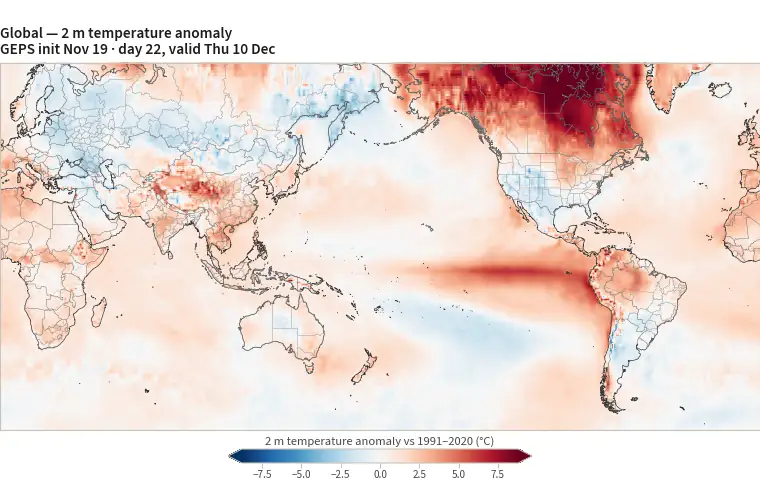 Global — 2 m temperature anomaly
GEPS init Nov 19 · day 22, valid Thu 10 Dec
2 m temperature anomaly vs 1991–2020 (°C)
−7.5 −5.0 −2.5 0.0 2.5 5.0 7.5